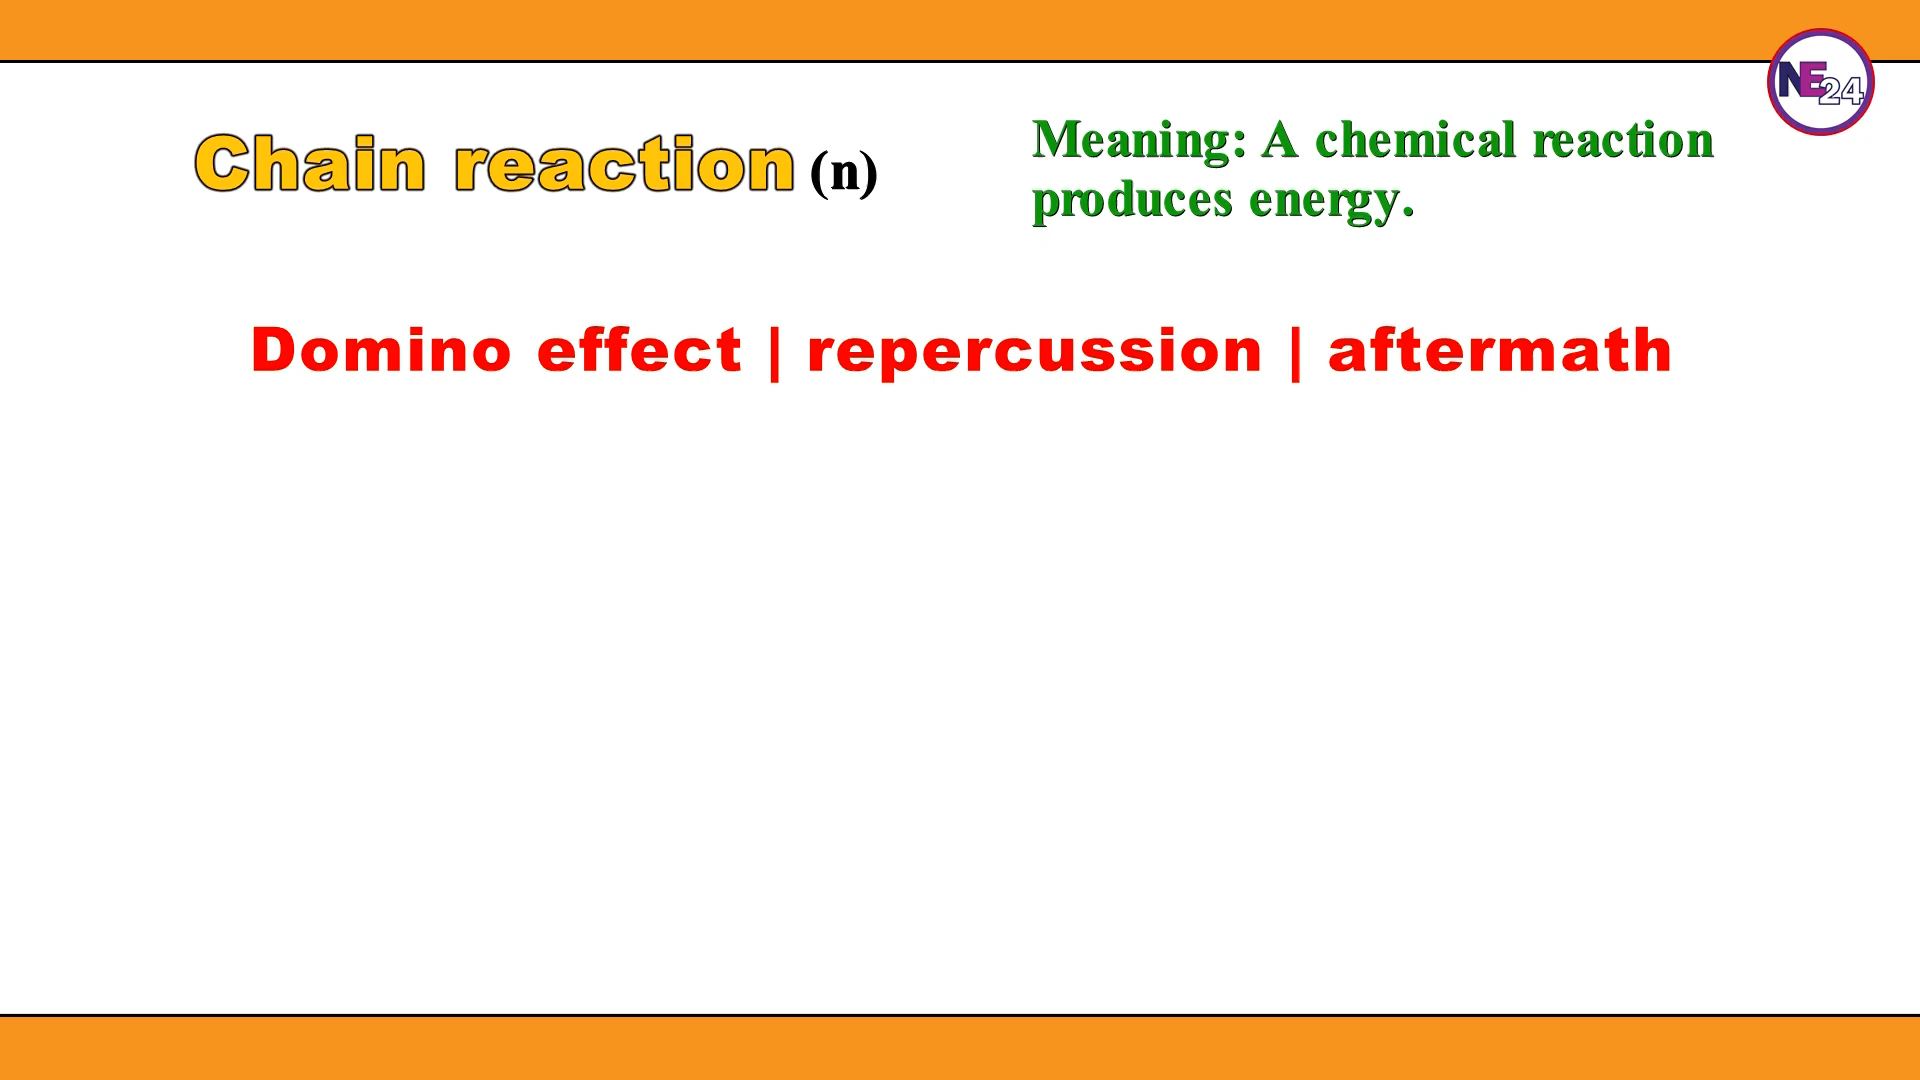 NE24
Chain reaction (n)
Meaning: A chemical reaction
produces energy.
Domino effect | repercussion | aftermath